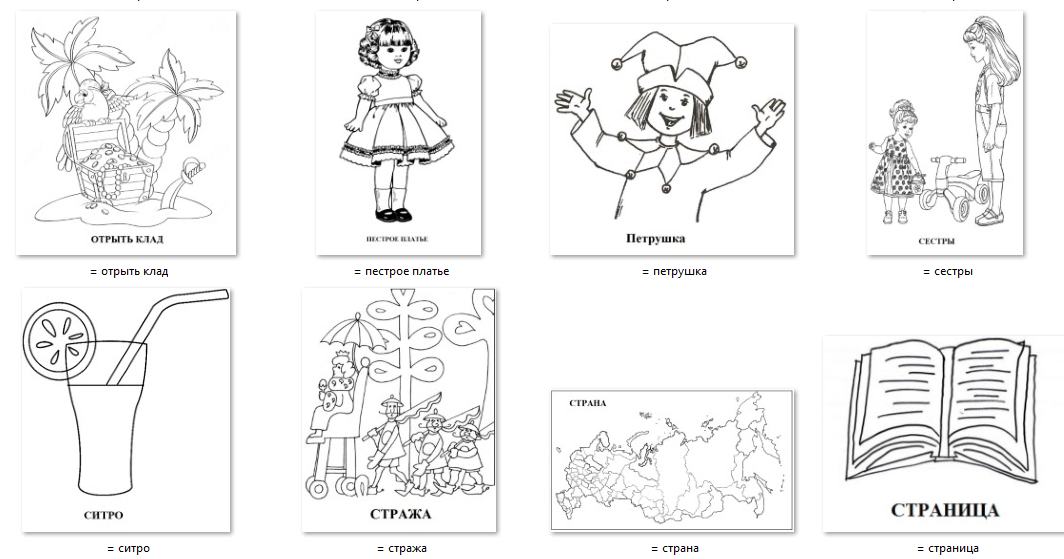 ОТРЫТЬ КЛАД
ПЕСТРОЕ ПЛАТЬЕ
Петрушка
СЕСТРЫ
= отрыть клад
= пестрое платье
= петрушка
= сестры
СИТРО
СТРАЖА
СТРАНА
СТРАНИЦА
= ситро
= стража
= страна
= страница